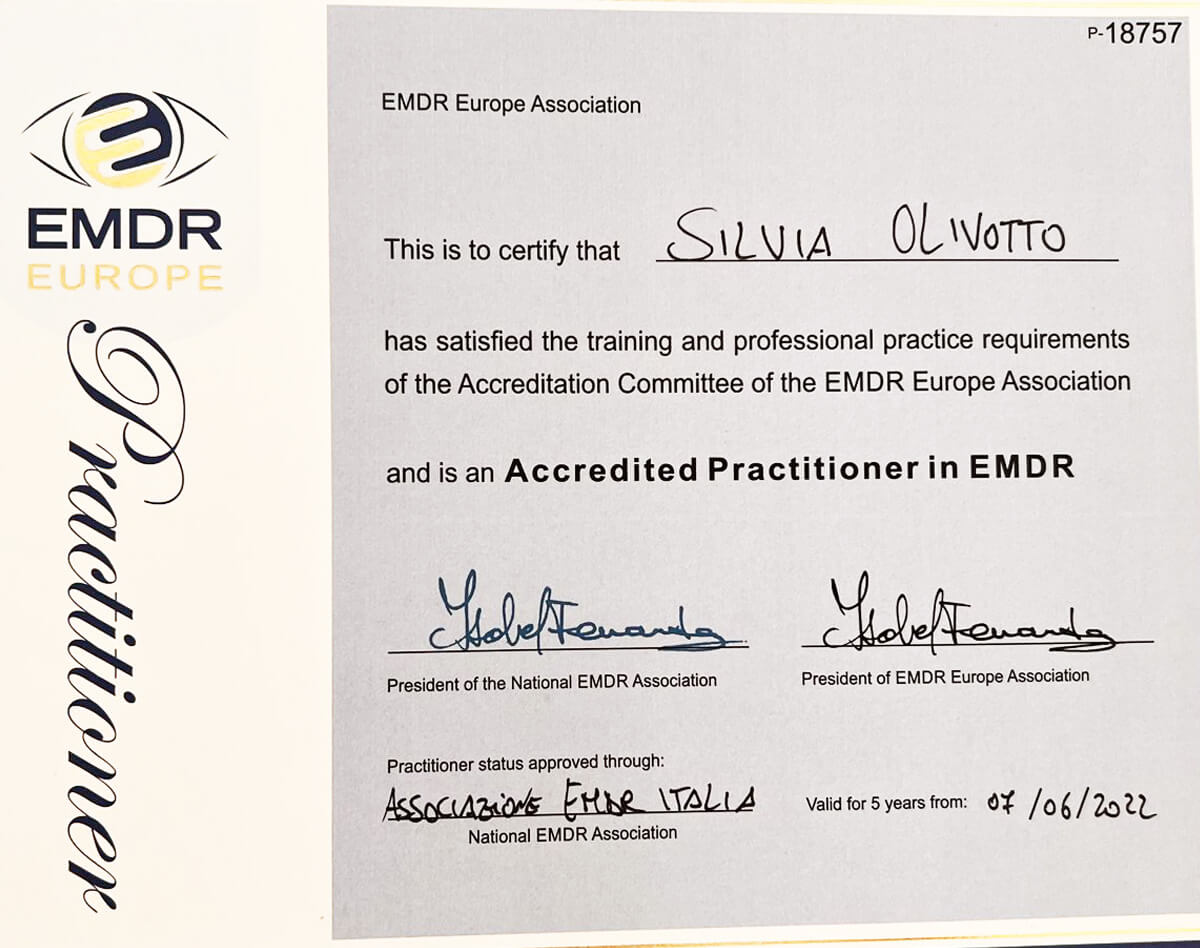 P-18757
EMDR
EUROPE
Practitioner
EMDR Europe Association
This is to certify that SILVIA OLIVOTTO
has satisfied the training and professional practice requirements
of the Accreditation Committee of the EMDR Europe Association
and is an Accredited Practitioner in EMDR
President of the National EMDR Association
President of EMDR Europe Association
Practitioner status approved through:
ASSOCIAZIONE EMDR ITALIA
National EMDR Association
Valid for 5 years from: 07/06/2022